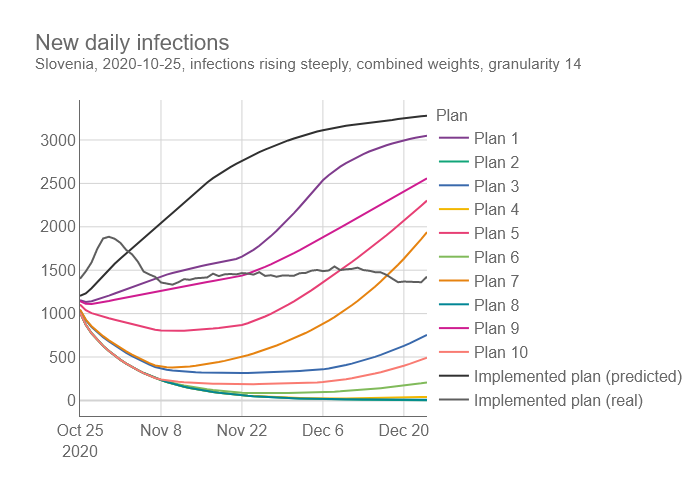 New daily infections
Slovenia, 2020-10-25, infections rising steeply, combined weights, granularity 14
Plan
3000
Plan 1
Plan 2
2500
Plan 3
Plan 4
2000
Plan 5
Plan 6
1500
Plan 7
Plan 8
1000
Plan 9
Plan 10
500
Implemented plan (predicted)
0
Implemented plan (real)
Oct 25
2020
Nov 8
Nov 22
Dec 6
Dec 20